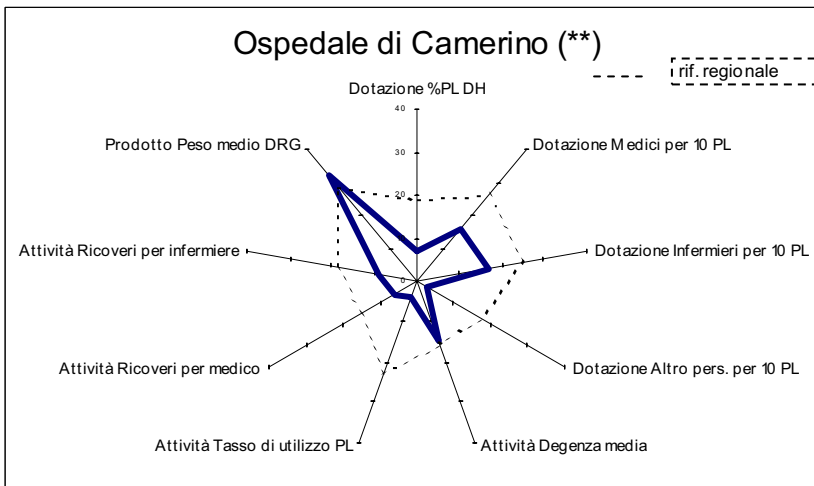 Ospedale di Camerino (**)
rif. regionale
Dotazione %PL DH
40
30
20
10
0
Prodotto Peso medio DRG
Dotazione Medici per 10 PL
Attività Ricoveri per infermiere
Dotazione Infermieri per 10 PL
Attività Ricoveri per medico
Dotazione Altro pers. per 10 PL
Attività Tasso di utilizzo PL
Attività Degenza media